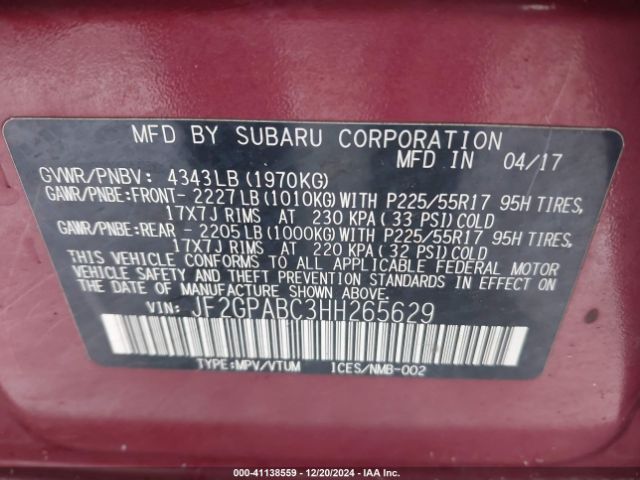 MFD BY SUBARU CORPORATION
MFD IN 04/17
GVWR/PNBV: 4343LB (1970KG)
GAWR/PNBE:FRONT- 2227LB(1010KG)WITH P225/55R17 95H TIRES,
17X7J RIMS AT 230 KPA(33 PSI)COLD
GAWR/PNBE:REAR - 2205LB(1000KG)WITH P225/55R17 95H TIRES,
17X7J RIMS AT 220 KPA(32 PSI)COLD
THIS VEHICLE CONFORMS TO ALL APPLICABLE FEDERAL MOTOR
VEHICLE SAFETY AND THEFT PREVENTION STANDARDS IN EFFECT ON
THE DATE OF MANUFACTURE SHOWN ABOVE.
VIN: JF2GPABC3HH265629
TYPE:MPV/VTUM ICES/NMB-002
000-41138559 — 12/20/2024 — IAAI.COM